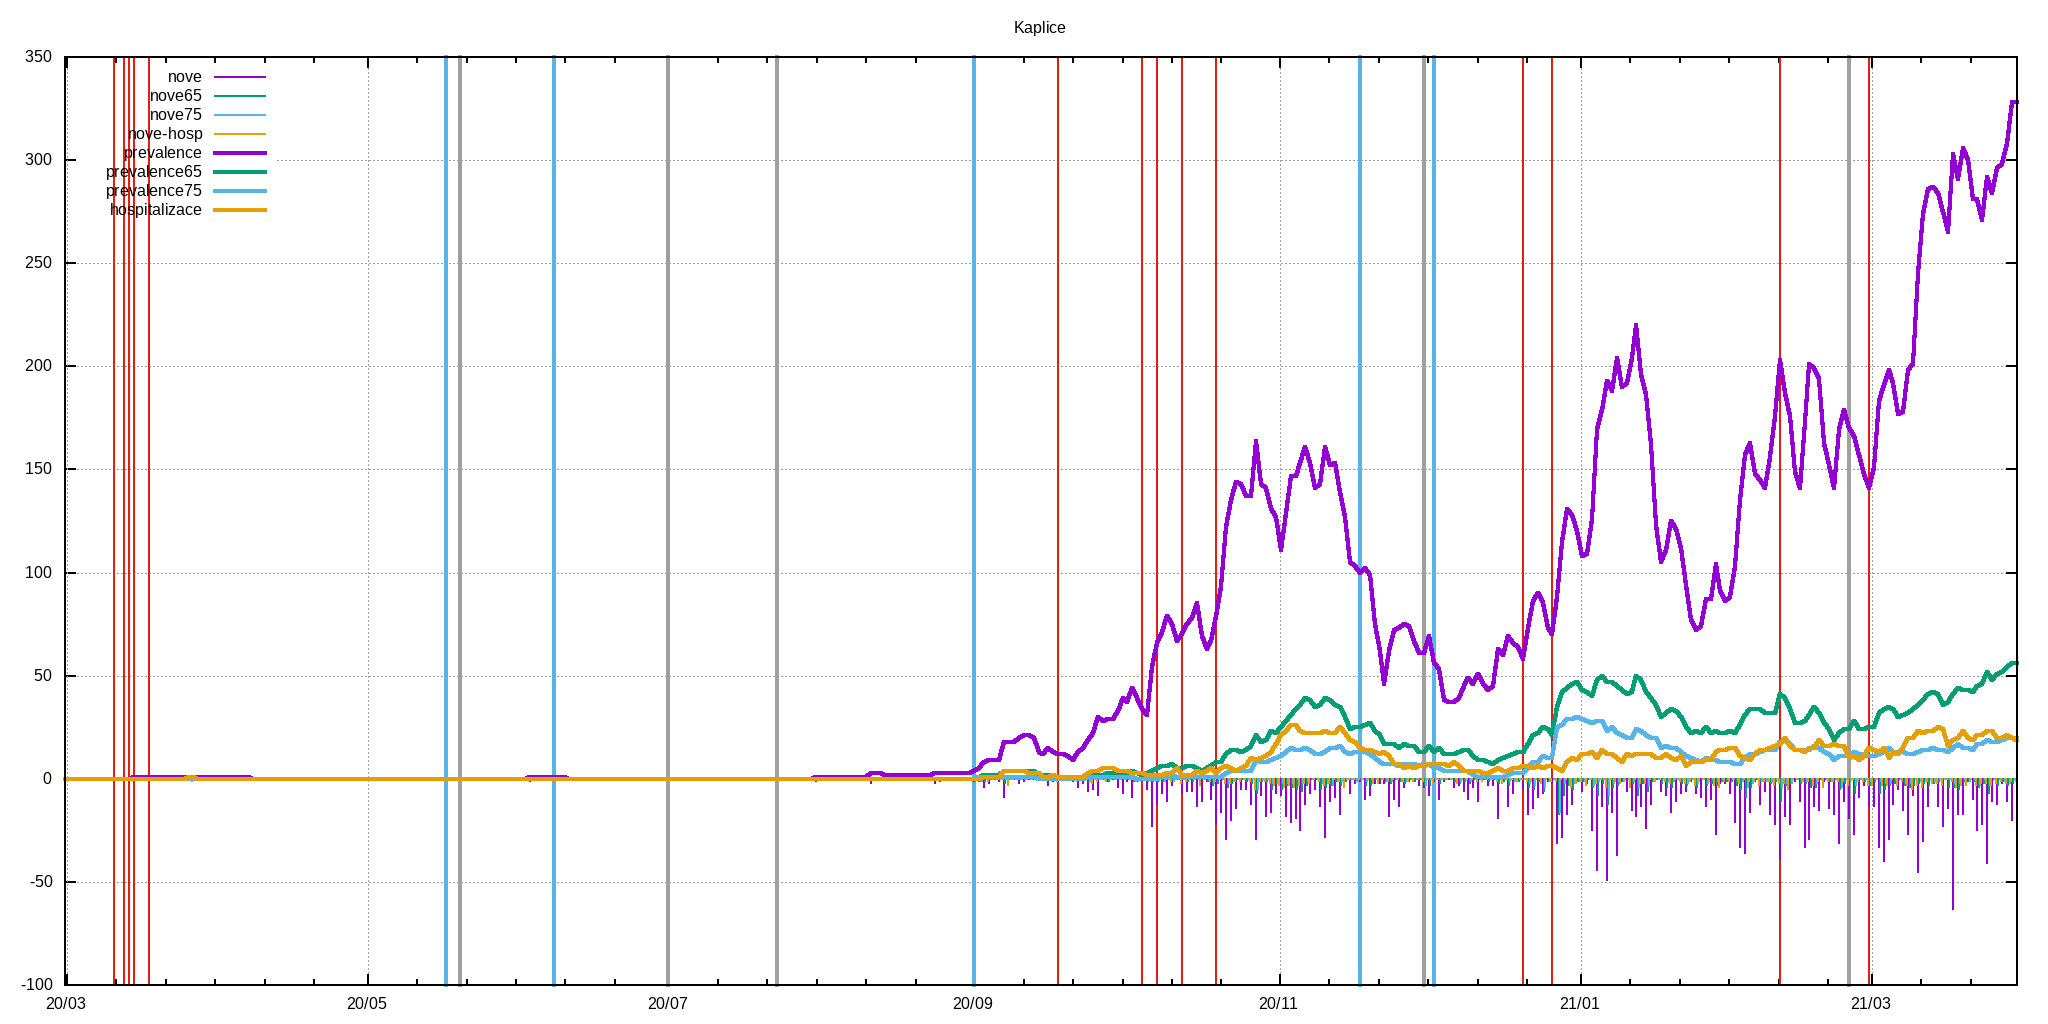 Kaplice
350
300
250
200
150
100
50
0
-50
-100
nove
nove65
nove75
nove-hosp
prevalence
prevalence65
prevalence75
hospitalizace
20/03 20/05 20/07 20/09 20/11 21/01 21/03